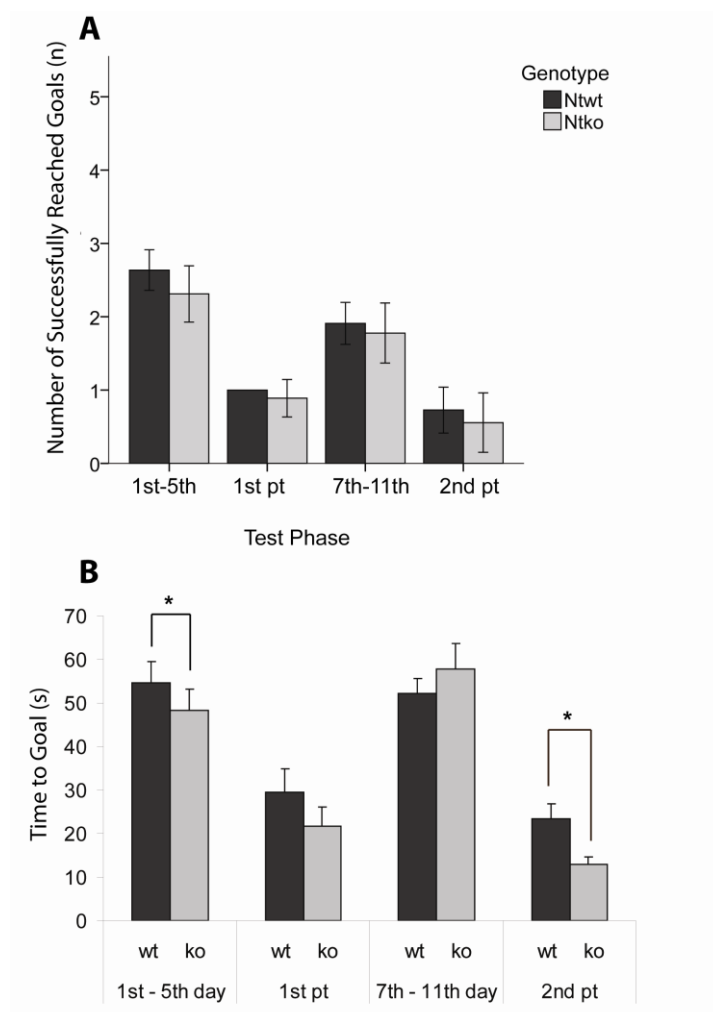 A
Number of Successfully Reached Goals (n)
5
4
3
2
1
0
Genotype
Ntwt
Ntko
1st-5th 1st pt 7th-11th 2nd pt
Test Phase
B
Time to Goal (s)
70
60
50
40
30
20
10
0
*
*
wt ko wt ko wt ko wt ko
1st - 5th day 1st pt 7th - 11th day 2nd pt